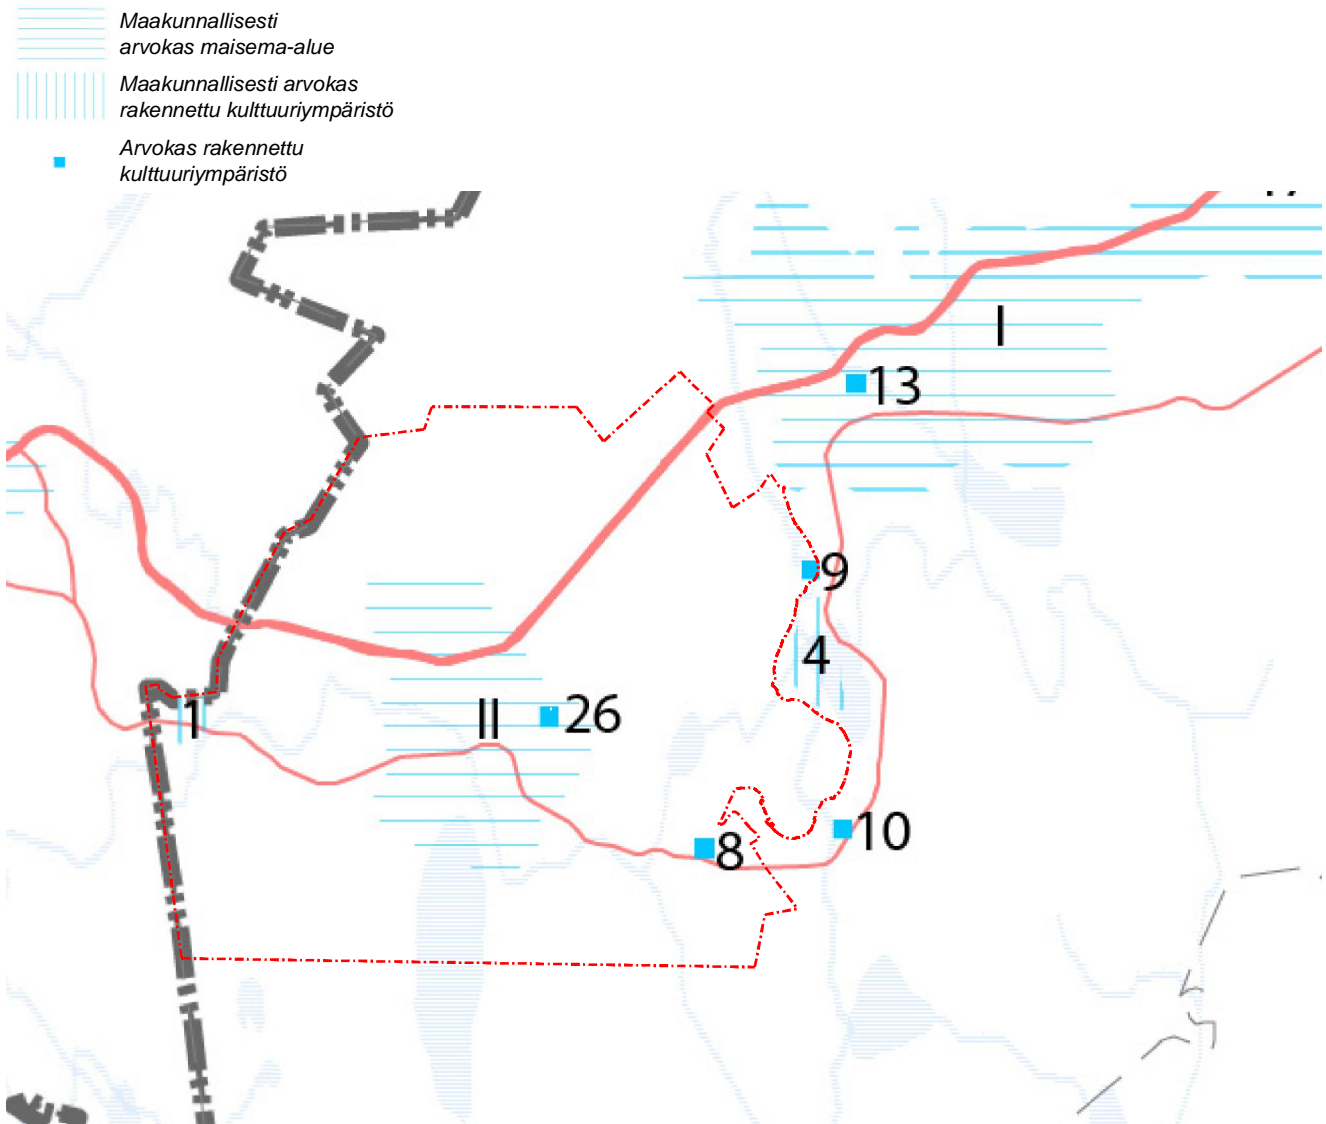 Maakunnallisesti
arvokas maisema-alue
Maakunnallisesti arvokas
rakennettu kulttuuriympäristö
Arvokas rakennettu
kulttuuriympäristö
I
13
9
4
1
II
26
8
10